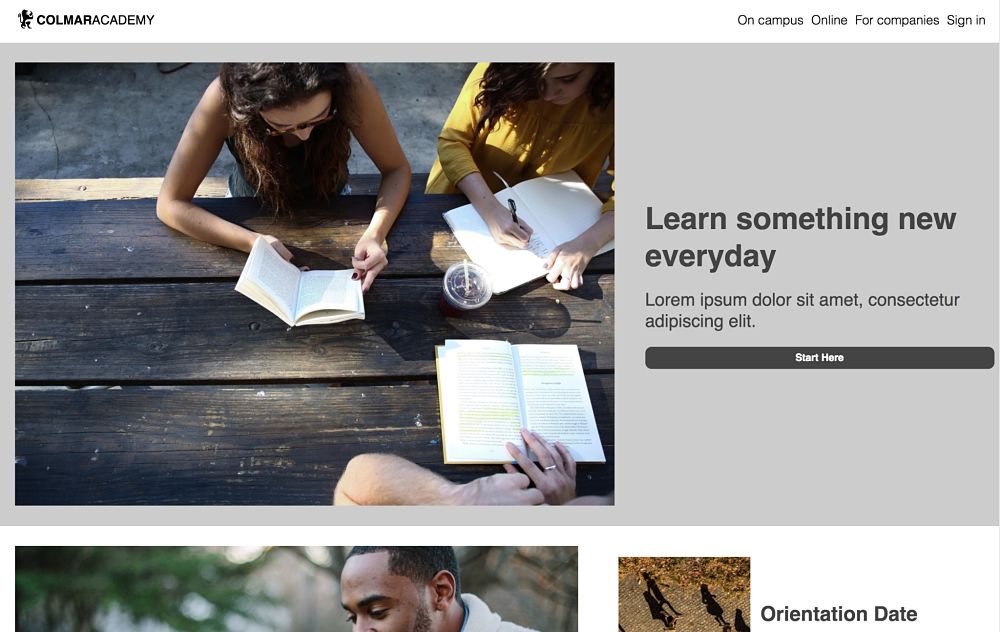 COLMARACADEMY
On campus Online For companies Sign in
Learn something new
everyday
Lorem ipsum dolor sit amet, consectetur
adipiscing elit.
Start Here
Orientation Date